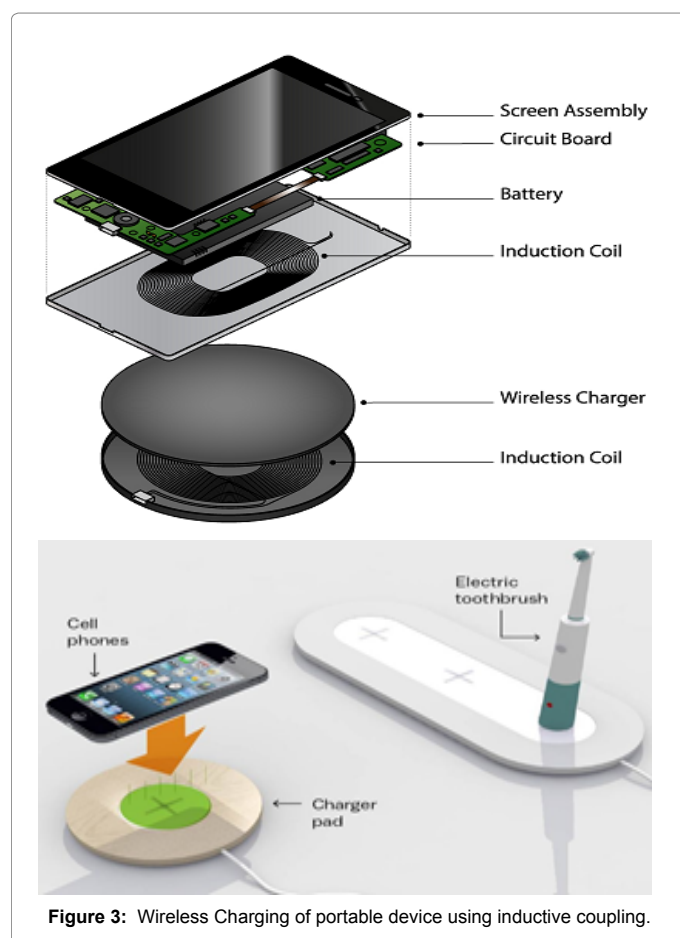 Screen Assembly
Circuit Board
Battery
Induction Coil
Wireless Charger
Induction Coil
Electric
toothbrush
Cell
phones
Charger
pad
Figure 3: Wireless Charging of portable device using inductive coupling.